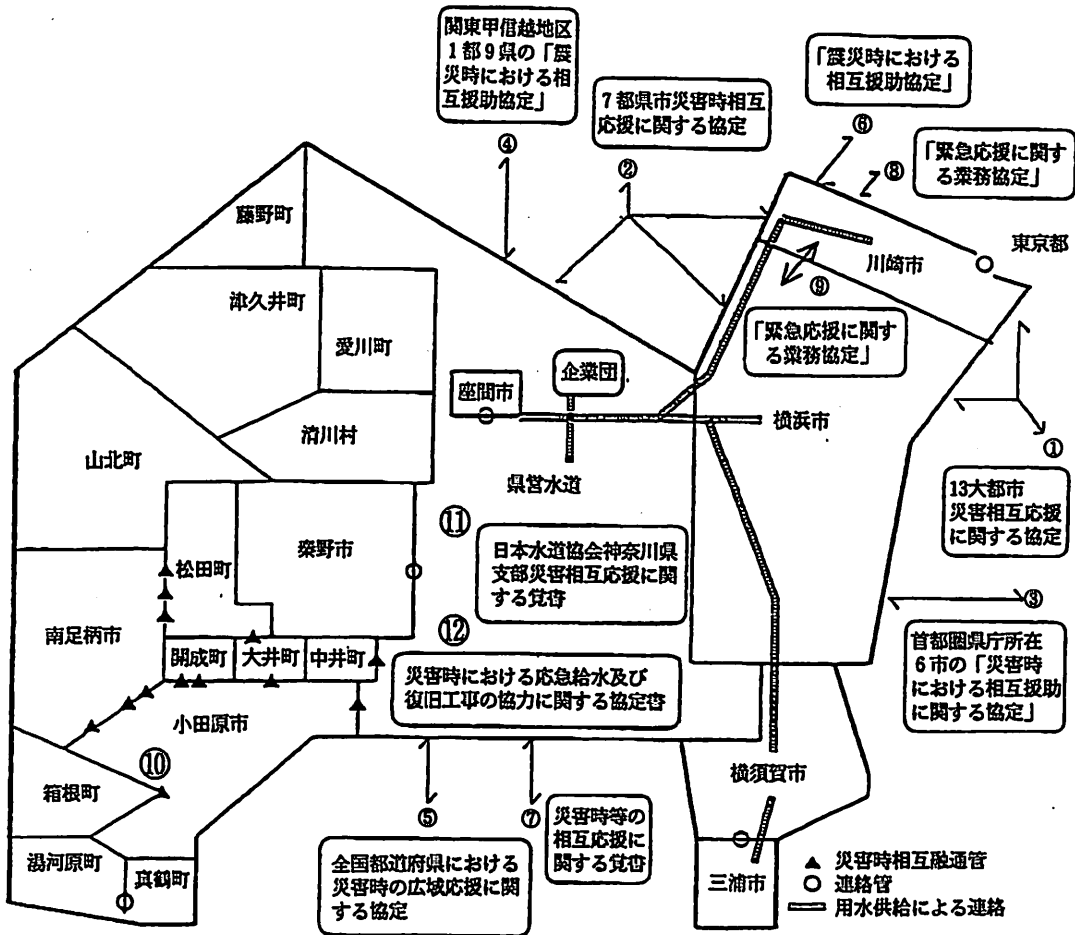 関東甲信越地区
1都9県の「震
災時における相
互援助協定」
④
7都県市災害時相互
応援に関する協定
②
「震災時における
相互援助協定」
⑥
⑧
「緊急応援に関す
る業務協定」
東京都
川崎市
⑨
「緊急応援に関す
る業務協定」
藤野町
津久井町
愛川町
清川村
山北町
座間市
企業団
県営水道
横浜市
①
13大都市
災害相互応援
に関する協定
③
首都圏県庁所在
6市の「災害時
における相互援助
に関する協定」
⑪
日本水道協会神奈川県
支部災害相互応援に関
する覚書
⑫
災害時における応急給水及び
復旧工事の協力に関する協定書
秦野市
松田町
南足柄市
開成町
大井町
中井町
小田原市
⑩
箱根町
湯河原町
真鶴町
⑤
全国都道府県における
災害時の広域応援に関
する協定
⑦
災害時等の
相互応援に
関する覚書
横須賀市
三浦市
▲ 災害時相互融通管
○ 連絡管
用水供給による連絡